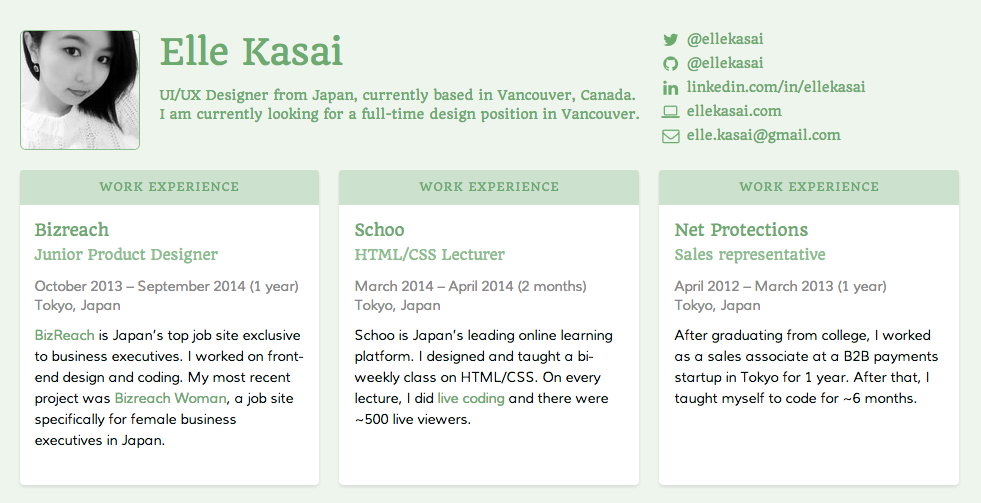 Elle Kasai
UI/UX Designer from Japan, currently based in Vancouver, Canada.
I am currently looking for a full-time design position in Vancouver.
@ellekasai
@ellekasai
linkedin.com/in/ellekasai
ellekasai.com
elle.kasai@gmail.com
WORK EXPERIENCE
Bizreach
Junior Product Designer
October 2013 – September 2014 (1 year)
Tokyo, Japan
BizReach is Japan's top job site exclusive
to business executives. I worked on front-
end design and coding. My most recent
project was Bizreach Woman, a job site
specifically for female business
executives in Japan.
WORK EXPERIENCE
Schoo
HTML/CSS Lecturer
March 2014 – April 2014 (2 months)
Tokyo, Japan
Schoo is Japan's leading online learning
platform. I designed and taught a bi-
weekly class on HTML/CSS. On every
lecture, I did live coding and there were
~500 live viewers.
WORK EXPERIENCE
Net Protections
Sales representative
April 2012 – March 2013 (1 year)
Tokyo, Japan
After graduating from college, I worked
as a sales associate at a B2B payments
startup in Tokyo for 1 year. After that, I
taught myself to code for ~6 months.